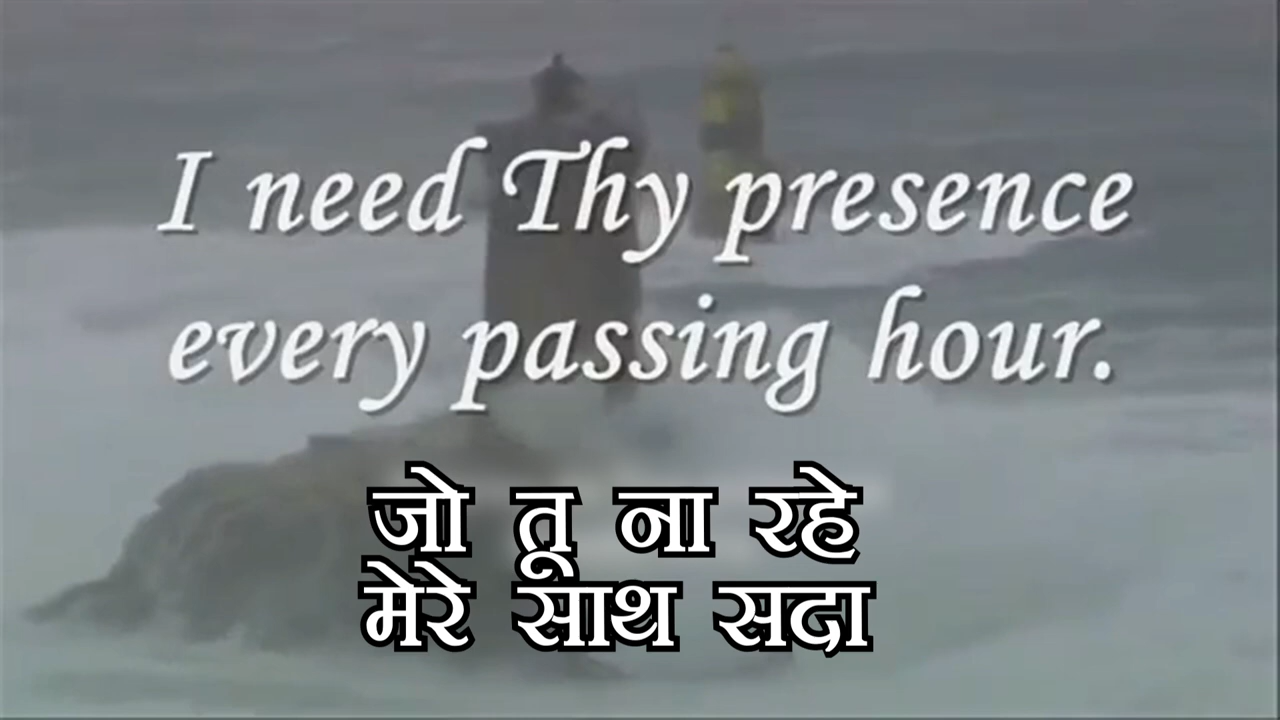 I need Thy presence
every passing hour.
जो तू ना रहे
मेरे साथ सदा